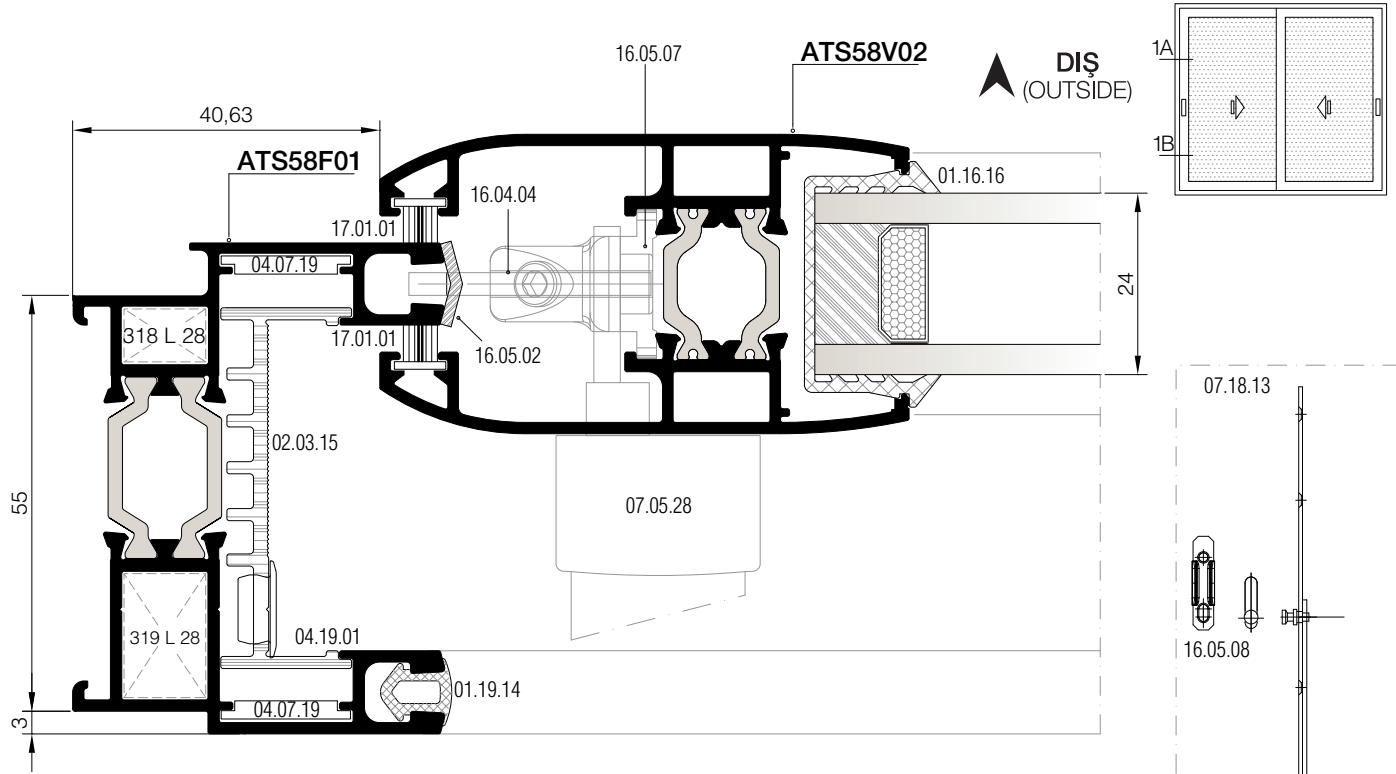 16.05.07
ATS58V02
DIŞ
(OUTSIDE)
1A
1B
40,63
ATS58F01
16.04.04
01.16.16
17.01.01
04.07.19
24
318 L 28
17.01.01
16.05.02
07.18.13
02.03.15
55
07.05.28
319 L 28
04.19.01
16.05.08
01.19.14
04.07.19
3